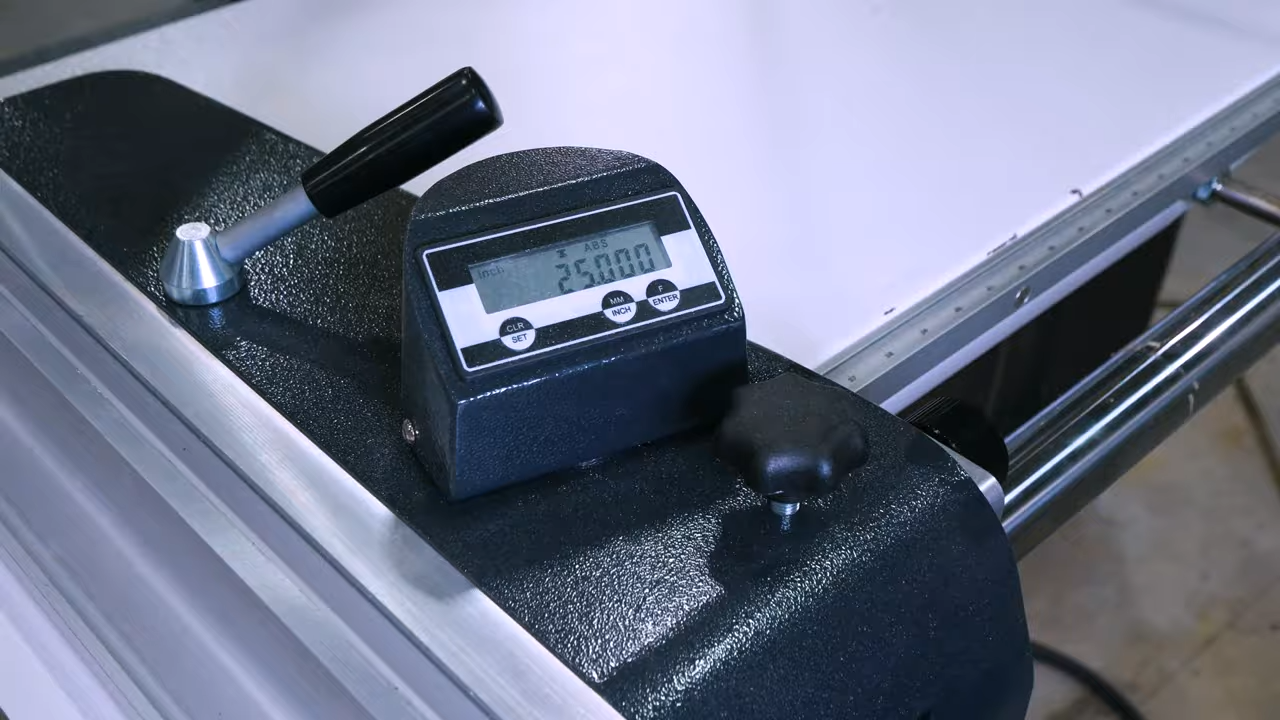 ABS
Inch 25.000
CLR
SET
MM
INCH
F
ENTER